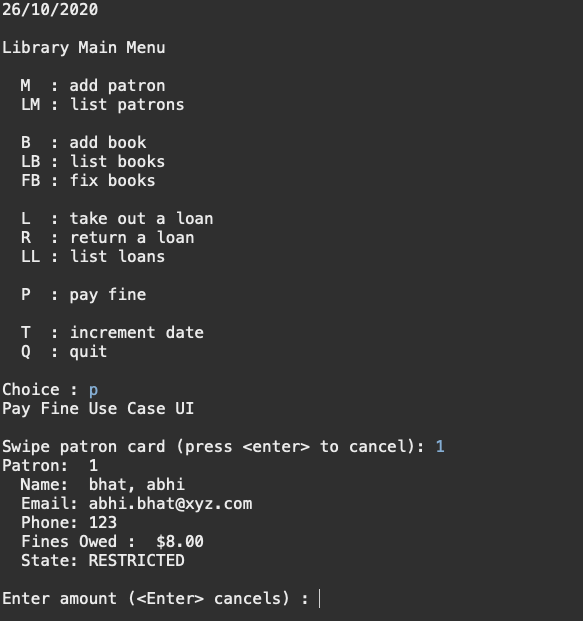 26/10/2020
Library Main Menu
M  : add patron
LM : list patrons
B  : add book
LB : list books
FB : fix books
L  : take out a loan
R  : return a loan
LL : list loans
P  : pay fine
T  : increment date
Q  : quit
Choice : p
Pay Fine Use Case UI
Swipe patron card (press <enter> to cancel): 1
Patron:  1
Name:  bhat, abhi
Email: abhi.bhat@xyz.com
Phone: 123
Fines Owed :  $8.00
State: RESTRICTED
Enter amount (<Enter> cancels) :